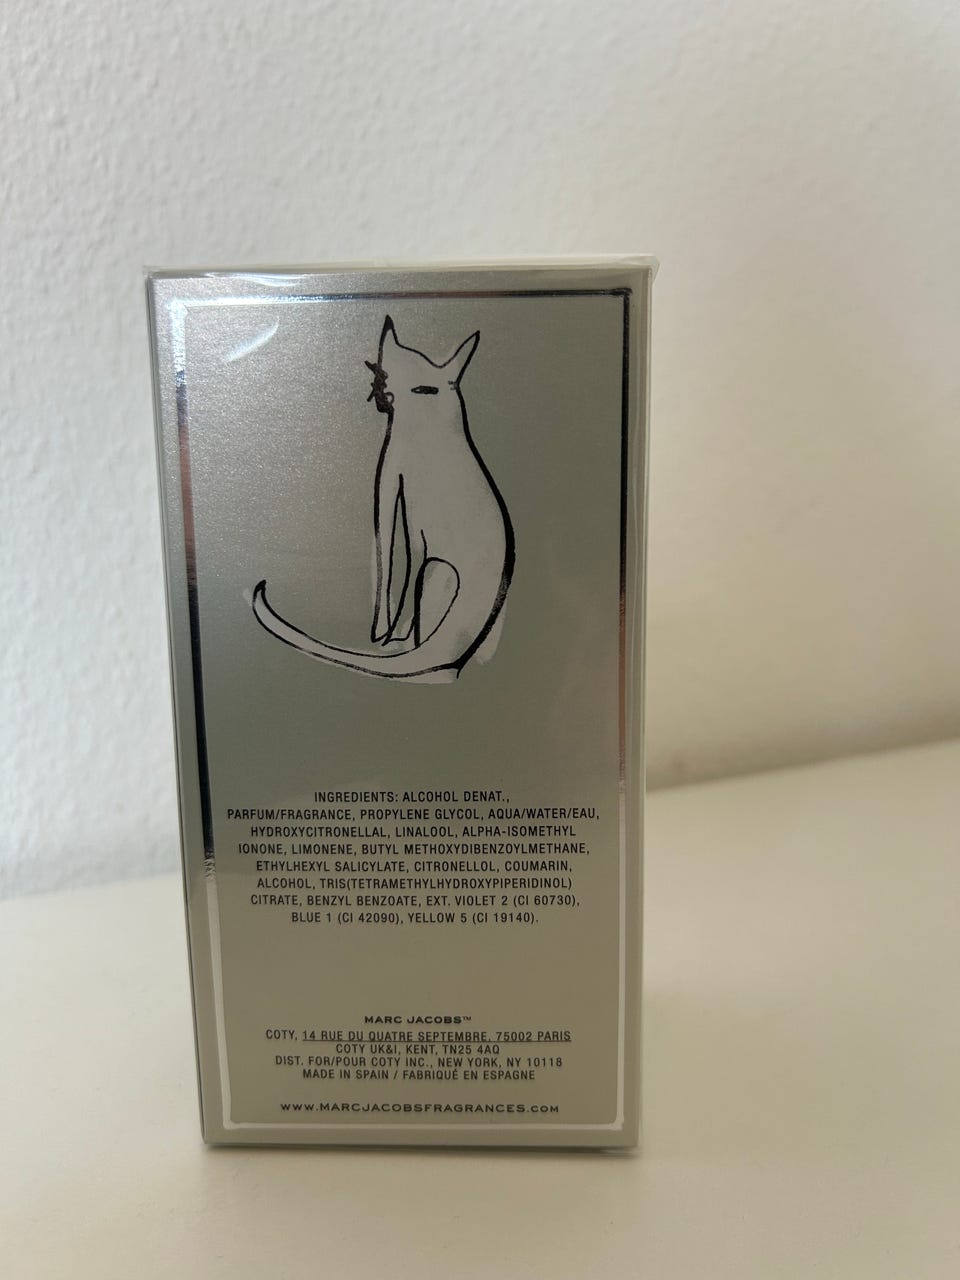 INGREDIENTS: ALCOHOL DENAT.,
PARFUM/FRAGRANCE, PROPYLENE GLYCOL, AQUA/WATER/EAU,
HYDROXYCITRONELLAL, LINALOOL, ALPHA-ISOMETHYL
IONONE, LIMONENE, BUTYL METHOXYDIBENZOYLMETHANE,
ETHYLHEXYL SALICYLATE, CITRONELLOL, COUMARIN,
ALCOHOL, TRIS(TETRAMETHYLHYDROXYPIPERIDINOL)
CITRATE, BENZYL BENZOATE, EXT. VIOLET 2 (CI 60730),
BLUE 1 (CI 42090), YELLOW 5 (CI 19140).
MARC JACOBS™
COTY, 14 RUE DU QUATRE SEPTEMBRE, 75002 PARIS
COTY UK&I, KENT, TN25 4AQ
DIST. FOR/POUR COTY INC., NEW YORK, NY 10118
MADE IN SPAIN / FABRIQUÉ EN ESPAGNE
WWW.MARCJACOBSFRAGRANCES.COM